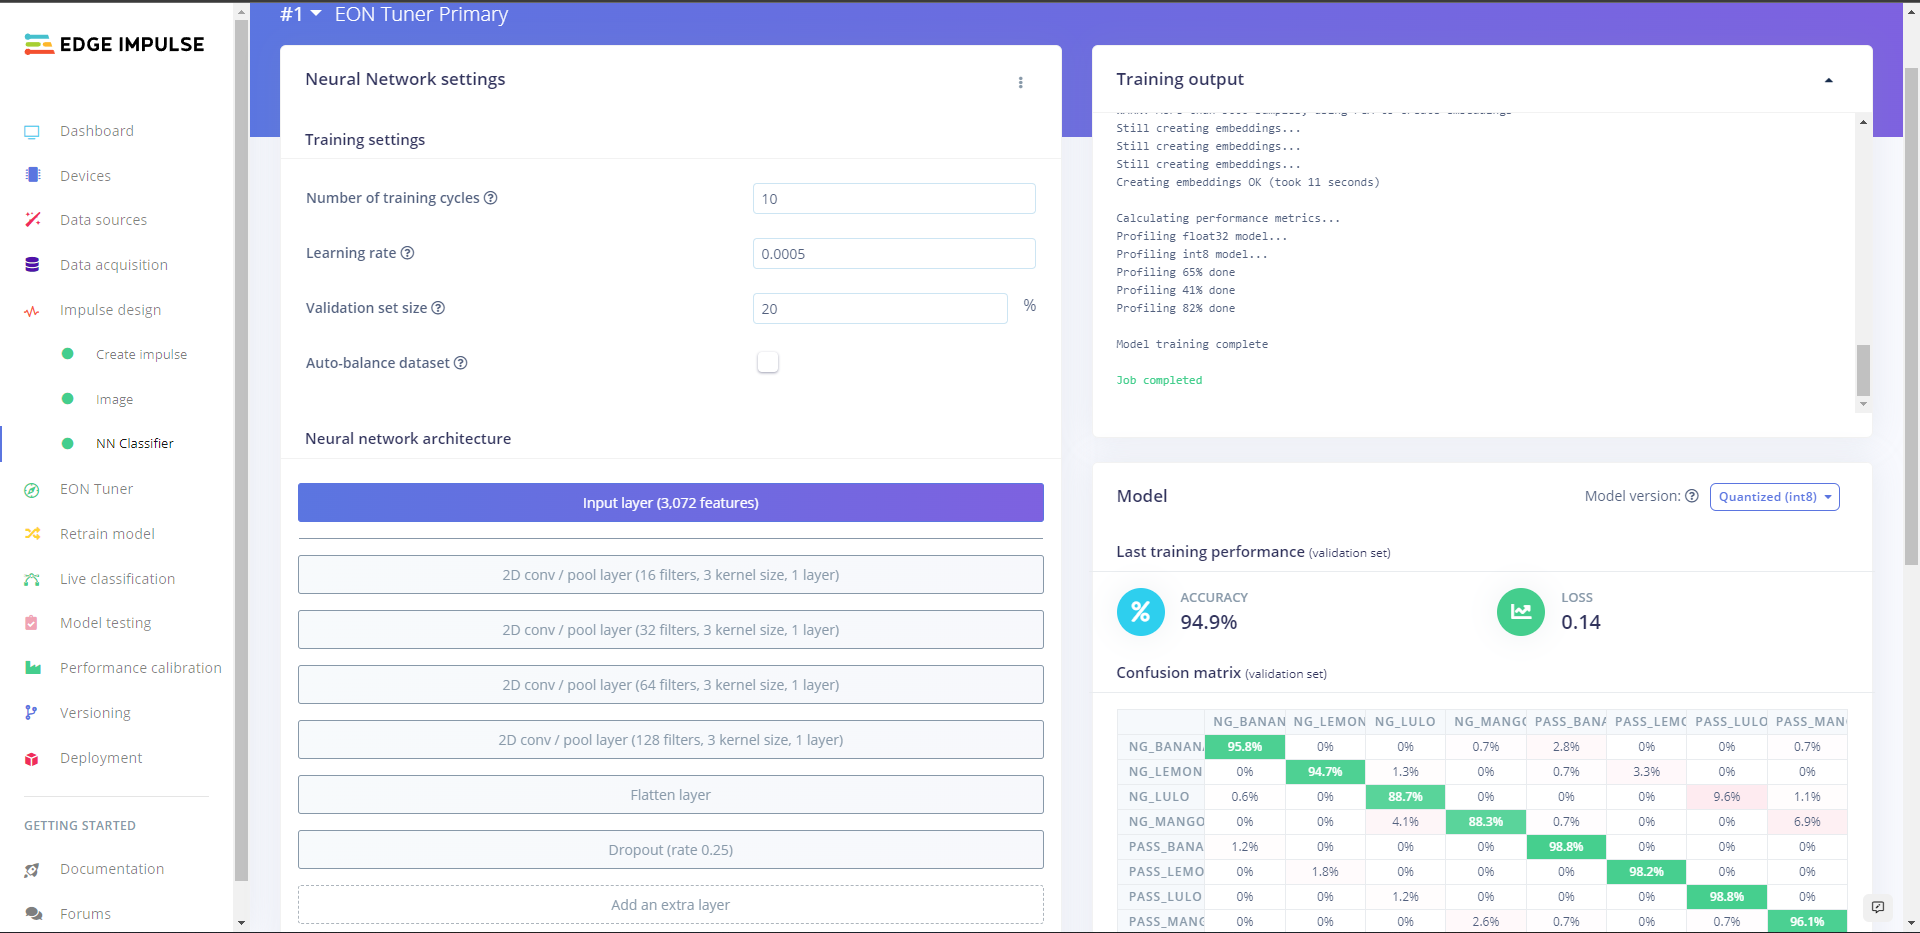 #1 EON Tuner Primary
EDGE IMPULSE
Dashboard
Devices
Data sources
Data acquisition
Impulse design
Create impulse
Image
NN Classifier
EON Tuner
Retrain model
Live classification
Model testing
Performance calibration
Versioning
Deployment
GETTING STARTED
Documentation
Forums
Neural Network settings
Training settings
Number of training cycles ?
10
Learning rate ?
0.0005
Validation set size ?
20 %
Auto-balance dataset ?
Neural network architecture
Input layer (3,072 features)
2D conv / pool layer (16 filters, 3 kernel size, 1 layer)
2D conv / pool layer (32 filters, 3 kernel size, 1 layer)
2D conv / pool layer (64 filters, 3 kernel size, 1 layer)
2D conv / pool layer (128 filters, 3 kernel size, 1 layer)
Flatten layer
Dropout (rate 0.25)
Add an extra layer
Training output
Still creating embeddings...
Still creating embeddings...
Still creating embeddings...
Creating embeddings OK (took 11 seconds)
Calculating performance metrics...
Profiling float32 model...
Profiling int8 model...
Profiling 65% done
Profiling 41% done
Profiling 82% done
Model training complete
Job completed
Model
Model version: ? Quantized (int8)
Last training performance (validation set)
% ACCURACY
94.9%
LOSS
0.14
Confusion matrix (validation set)
NG_BANAN NG_LEMON NG_LULO NG_MANGO PASS_BANA PASS_LEMO PASS_LULO PASS_MAN
NG_BANANA 95.8% 0% 0% 0.7% 2.8% 0% 0% 0.7%
NG_LEMON 0% 94.7% 1.3% 0% 0.7% 3.3% 0% 0%
NG_LULO 0.6% 0% 88.7% 0% 0% 0% 9.6% 1.1%
NG_MANGO 0% 0% 4.1% 88.3% 0.7% 0% 0% 6.9%
PASS_BANA 1.2% 0% 0% 0% 98.8% 0% 0% 0%
PASS_LEMO 0% 1.8% 0% 0% 0% 98.2% 0% 0%
PASS_LULO 0% 0% 1.2% 0% 0% 0% 98.8% 0%
PASS_MANG 0% 0% 0% 2.6% 0.7% 0% 0.7% 96.1%